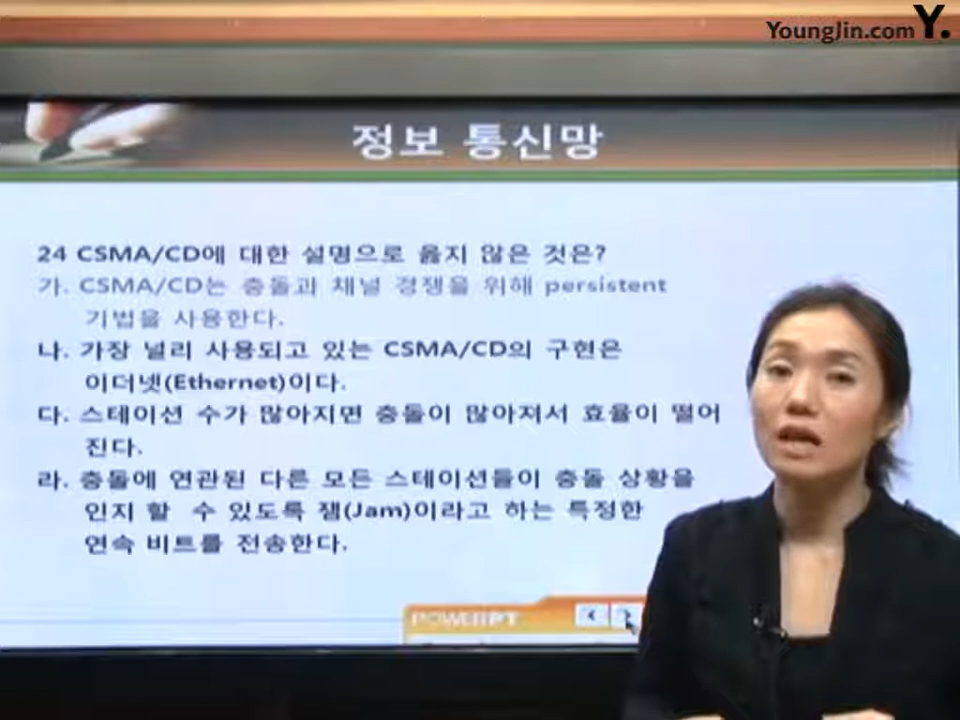 YoungJin.com Y.
정보 통신망
24 CSMA/CD에 대한 설명으로 옳지 않은 것은?
가. CSMA/CD는 충돌과 채널 경쟁을 위해 persistent
기법을 사용한다.
나. 가장 널리 사용되고 있는 CSMA/CD의 구현은
이더넷(Ethernet)이다.
다. 스테이션 수가 많아지면 충돌이 많아져서 효율이 떨어
진다.
라. 충돌에 연관된 다른 모든 스테이션들이 충돌 상황을
인지 할 수 있도록 잼(Jam)이라고 하는 특정한
연속 비트를 전송한다.